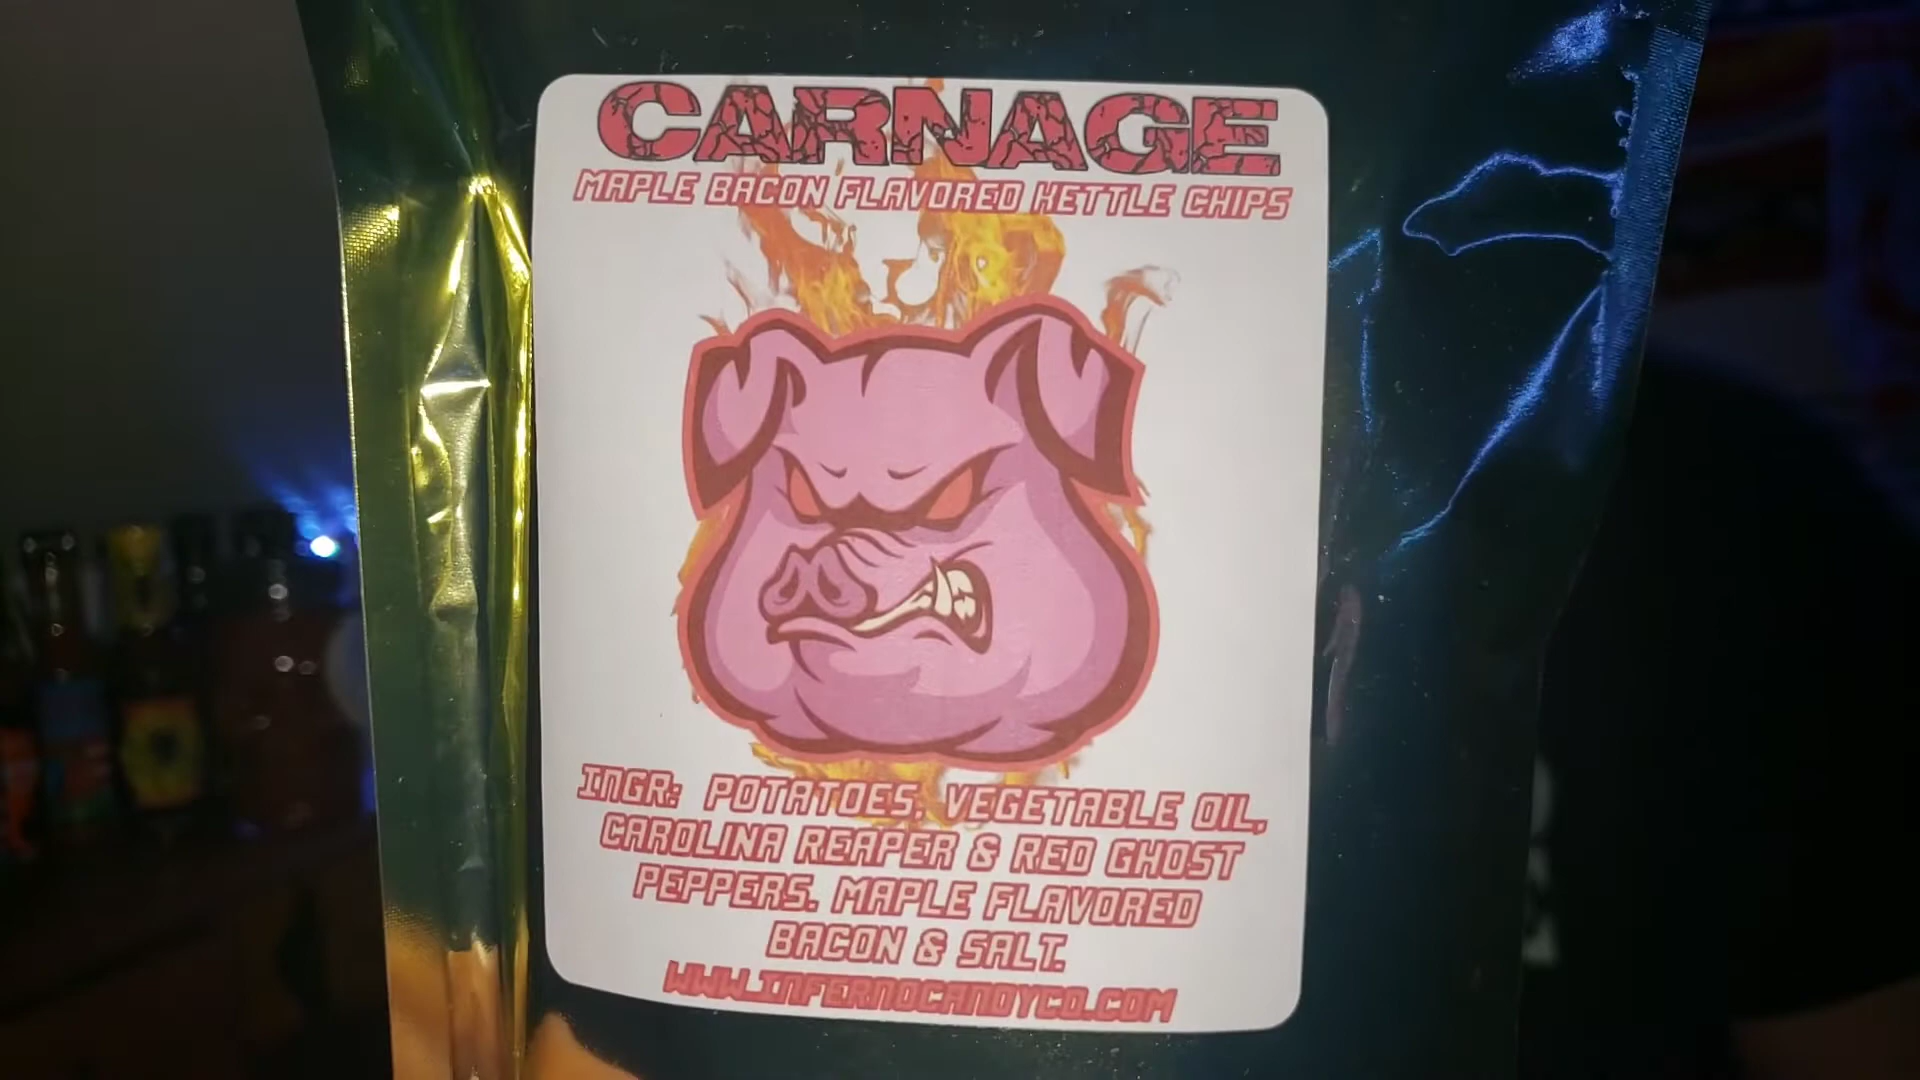 CARNAGE
MAPLE BACON FLAVORED KETTLE CHIPS
INGR: POTATOES, VEGETABLE OIL,
CAROLINA REAPER & RED GHOST
PEPPERS. MAPLE FLAVORED
BACON & SALT.
WWW.INFERNOCANDYCO.COM